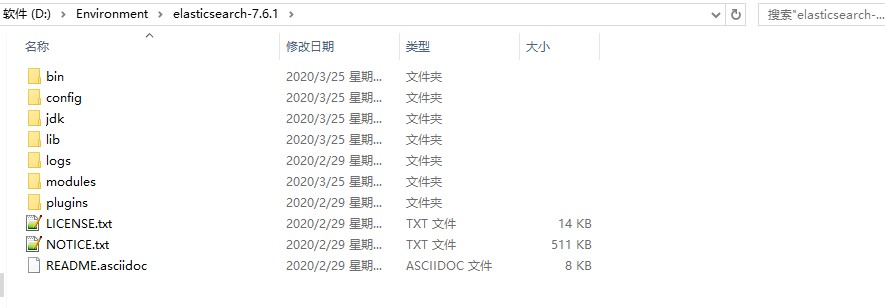 软件 (D:) › Environment › elasticsearch-7.6.1 ›
搜索"elasticsearch-...
名称 修改日期 类型 大小
bin 2020/3/25 星期... 文件夹
config 2020/3/25 星期... 文件夹
jdk 2020/3/25 星期... 文件夹
lib 2020/3/25 星期... 文件夹
logs 2020/2/29 星期... 文件夹
modules 2020/3/25 星期... 文件夹
plugins 2020/2/29 星期... 文件夹
LICENSE.txt 2020/2/29 星期... TXT 文件 14 KB
NOTICE.txt 2020/2/29 星期... TXT 文件 511 KB
README.asciidoc 2020/2/29 星期... ASCIIDOC 文件 8 KB